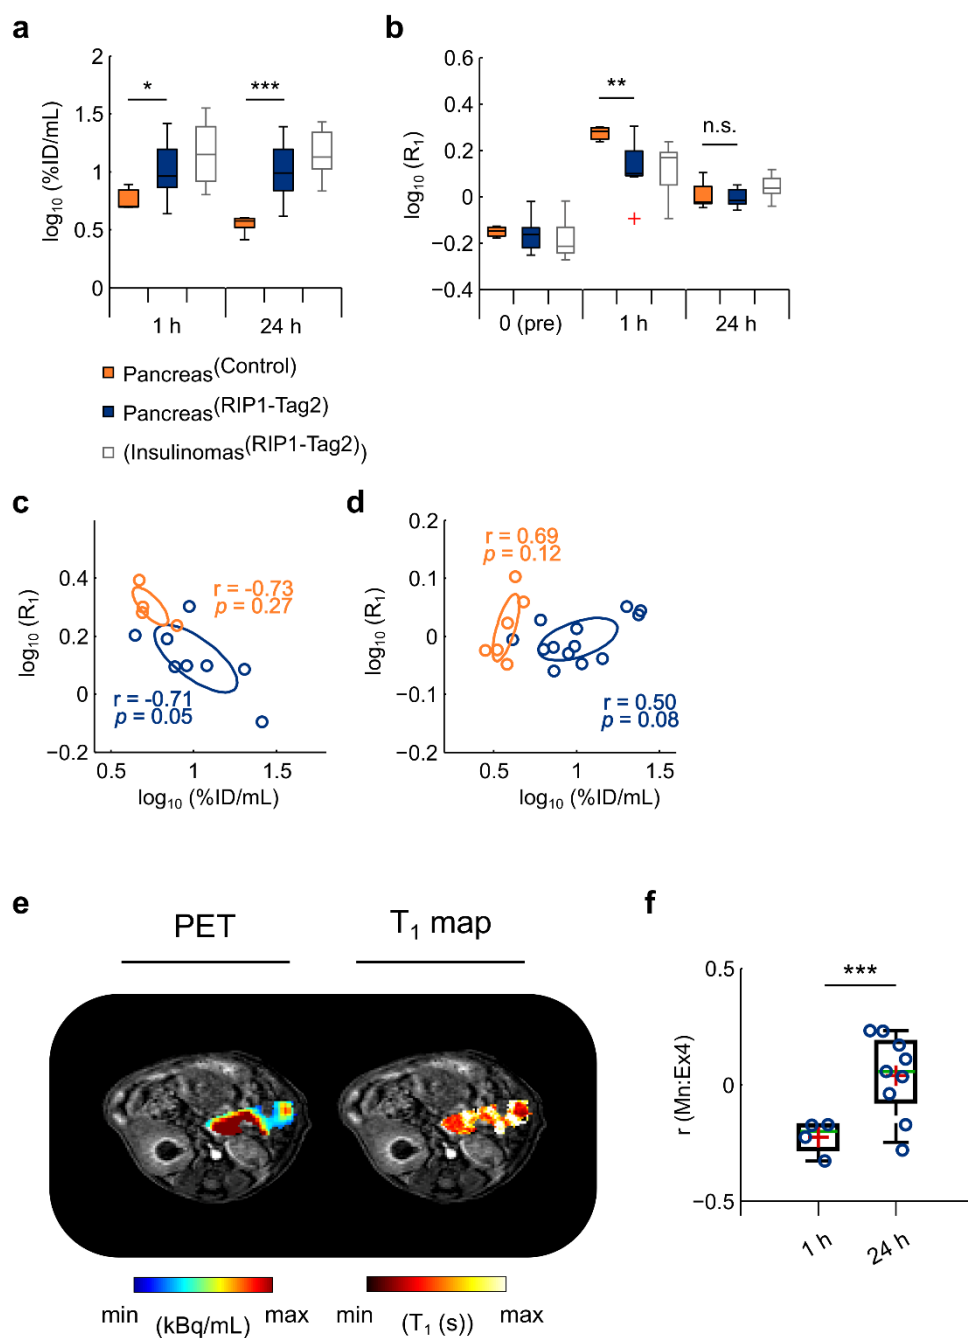 a
log₁₀ (%ID/mL)
2
1.5
1
0.5
0
*
***
1 h
24 h
b
log₁₀ (R₁)
0.6
0.4
0.2
0
−0.2
−0.4
**
n.s.
0 (pre)
1 h
24 h
Pancreas(Control)
Pancreas(RIP1-Tag2)
(Insulinomas(RIP1-Tag2))
c
log₁₀ (R₁)
0.4
0.2
0
−0.2
r = -0.73
p = 0.27
r = -0.71
p = 0.05
0.5
1
1.5
log₁₀ (%ID/mL)
d
log₁₀ (R₁)
0.2
0.1
0
−0.1
−0.2
r = 0.69
p = 0.12
r = 0.50
p = 0.08
0.5
1
1.5
log₁₀ (%ID/mL)
e
PET
T₁ map
min
max
(kBq/mL)
min
max
(T₁ (s))
f
r (Mn:Ex4)
0.5
0
−0.5
***
1 h
24 h